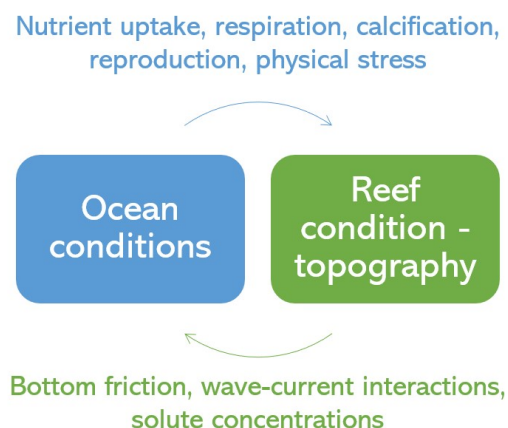 Nutrient uptake, respiration, calcification,
reproduction, physical stress
Ocean
conditions
Reef
condition -
topography
Bottom friction, wave-current interactions,
solute concentrations